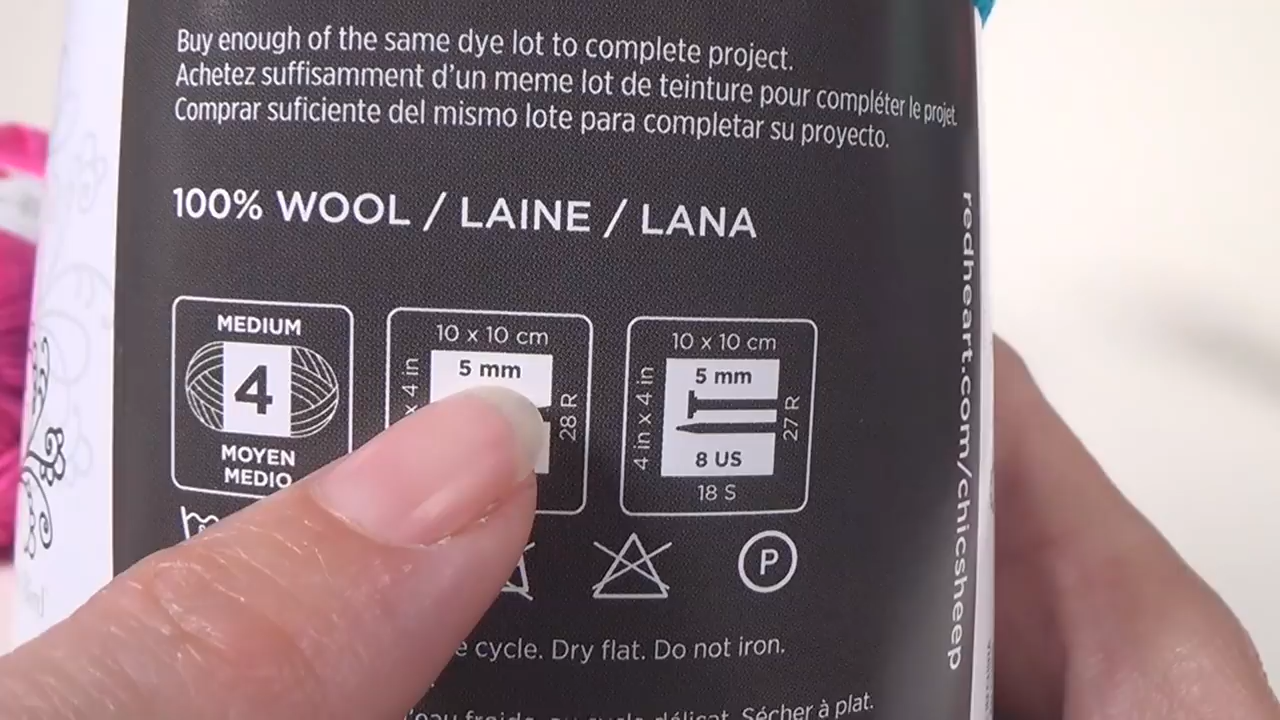 Buy enough of the same dye lot to complete project.
Achetez suffisamment d'un meme lot de teinture pour compléter le projet.
Comprar suficiente del mismo lote para completar su proyecto.
100% WOOL / LAINE / LANA
MEDIUM
4
MOYEN
MEDIO
10 x 10 cm
x 4 in
5 mm
28 R
10 x 10 cm
4 in x 4 in
5 mm
8 US
27 R
18 S
P
cycle. Dry flat. Do not iron.
délicat. Sécher à plat.
redheart.com/chicsheep